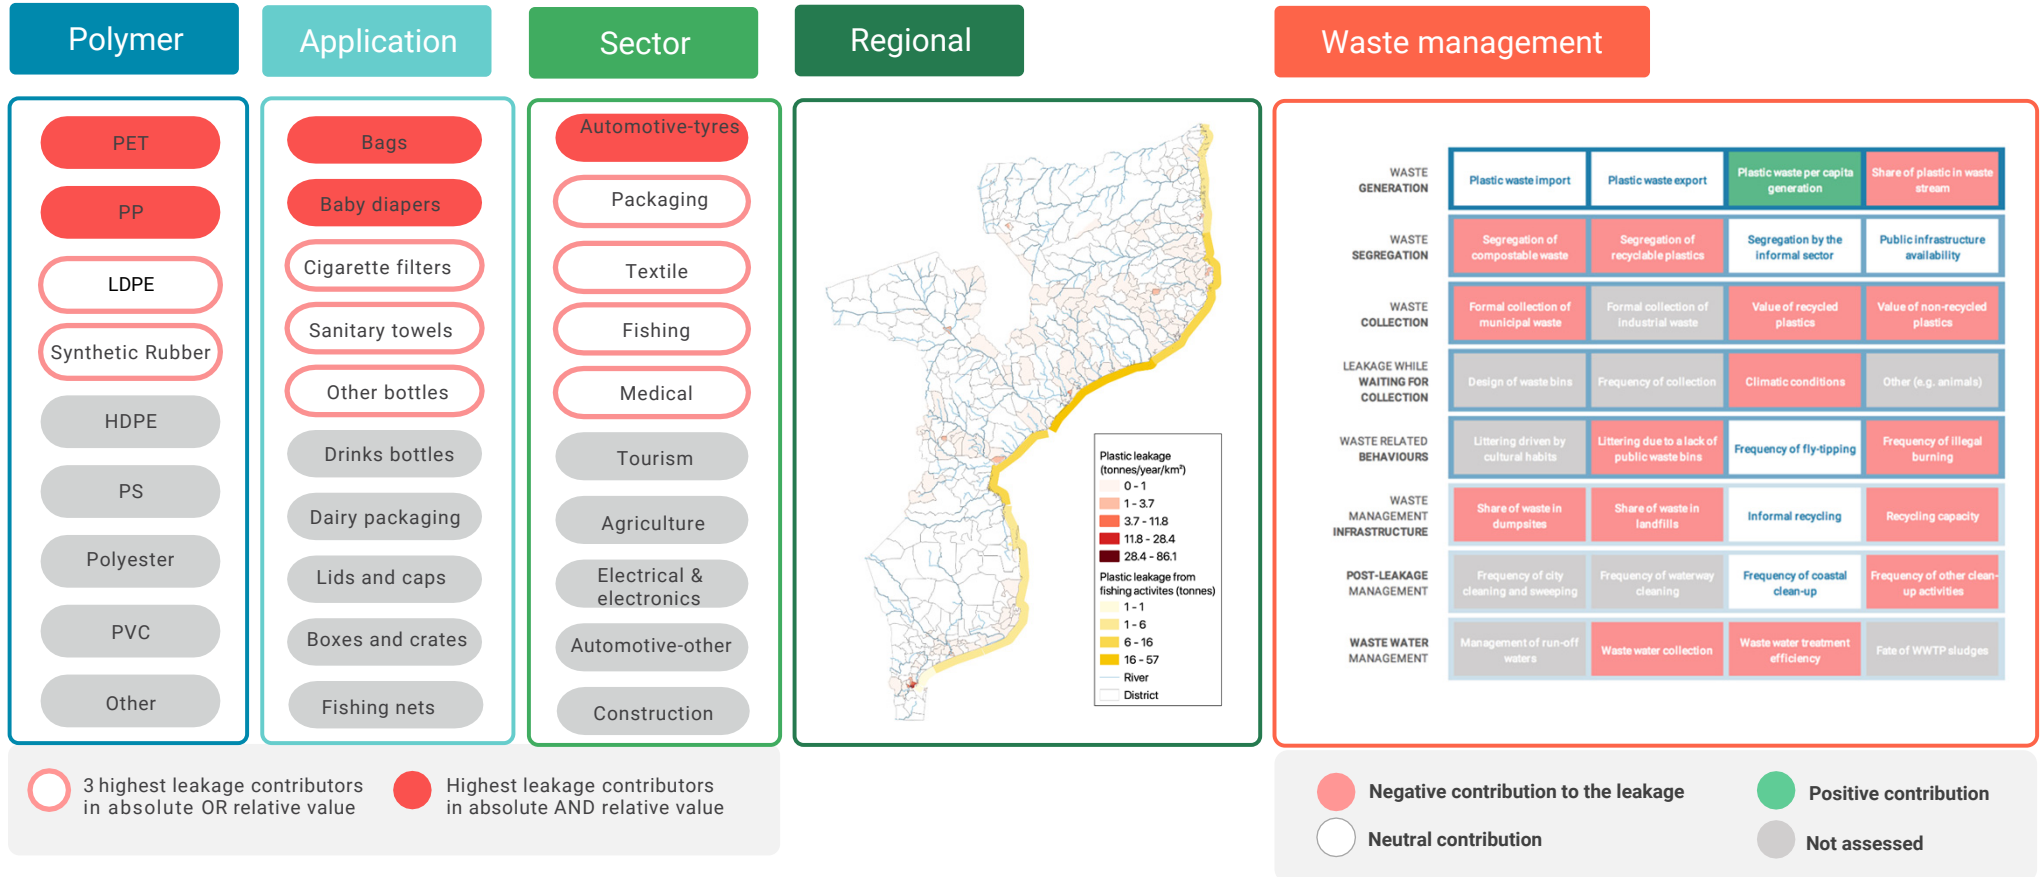 Polymer
Application
Sector
Regional
Waste management
PET
PP
LDPE
Synthetic Rubber
HDPE
PS
Polyester
PVC
Other
Bags
Baby diapers
Cigarette filters
Sanitary towels
Other bottles
Drinks bottles
Dairy packaging
Lids and caps
Boxes and crates
Fishing nets
Automotive-tyres
Packaging
Textile
Fishing
Medical
Tourism
Agriculture
Electrical &
electronics
Automotive-other
Construction
Plastic leakage
(tonnes/year/km²)
0 - 1
1 - 3.7
3.7 - 11.8
11.8 - 28.4
28.4 - 86.1
Plastic leakage from
fishing activites (tonnes)
1 - 1
1 - 6
6 - 16
16 - 57
River
District
WASTE
GENERATION
Plastic waste import
Plastic waste export
Plastic waste per capita
generation
Share of plastic in waste
stream
WASTE
SEGREGATION
Segregation of
compostable waste
Segregation of
recyclable plastics
Segregation by the
informal sector
Public infrastructure
availability
WASTE
COLLECTION
Formal collection of
municipal waste
Formal collection of
industrial waste
Value of recycled
plastics
Value of non-recycled
plastics
LEAKAGE WHILE
WAITING FOR
COLLECTION
Design of waste bins
Frequency of collection
Climatic conditions
Other (e.g. animals)
WASTE RELATED
BEHAVIOURS
Littering driven by
cultural habits
Littering due to a lack of
public waste bins
Frequency of fly-tipping
Frequency of illegal
burning
WASTE
MANAGEMENT
INFRASTRUCTURE
Share of waste in
dumpsites
Share of waste in
landfills
Informal recycling
Recycling capacity
POST-LEAKAGE
MANAGEMENT
Frequency of city
cleaning and sweeping
Frequency of waterway
cleaning
Frequency of coastal
clean-up
Frequency of other clean-
up activities
WASTE WATER
MANAGEMENT
Management of run-off
waters
Waste water collection
Waste water treatment
efficiency
Fate of WWTP sludges
3 highest leakage contributors
in absolute OR relative value
Highest leakage contributors
in absolute AND relative value
Negative contribution to the leakage
Positive contribution
Neutral contribution
Not assessed